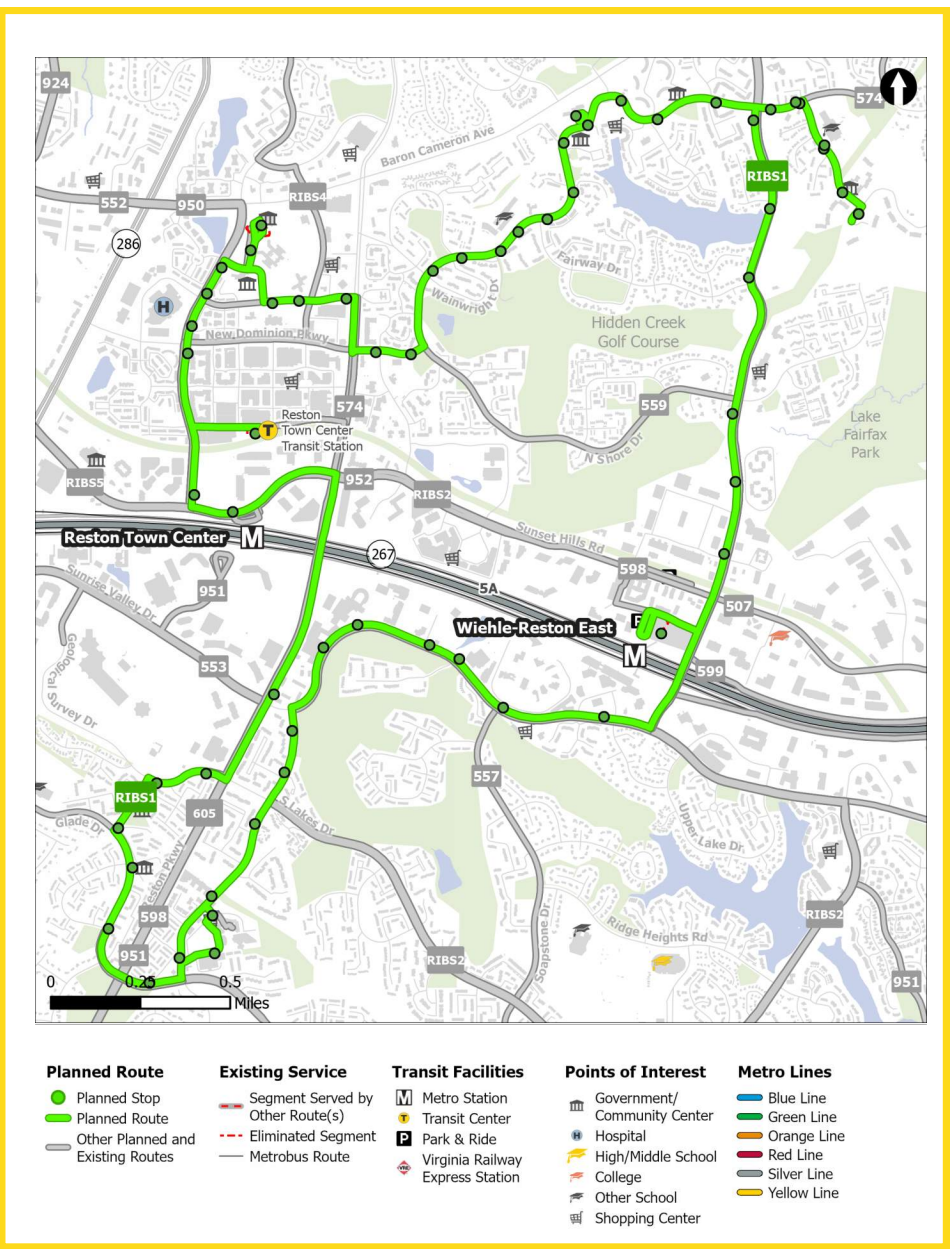 924
574
Baron Cameron Ave
RIBS1
552
950
RIBS4
286
H
Fairway Dr
Wainwright Dr
Hidden Creek
Golf Course
New Dominion Pkwy
559
574
Lake
Fairfax
Park
Reston
Town Center
Transit Station
T
N Shore Dr
RIBS5
952
RIBS2
Sunset Hills Rd
Reston Town Center
M
267
5A
598
507
951
Sunrise Valley Dr
P
Wiehle-Reston East
M
599
553
Geological
Survey Dr
557
RIBS1
605
Glade Dr
S Lakes Dr
Upper Lake Dr
RIBS2
598
Soapstone Dr
Ridge Heights Rd
951
RIBS2
951
0
0.25
0.5
Miles
Planned Route
Planned Stop
Planned Route
Other Planned and
Existing Routes
Existing Service
Segment Served by
Other Route(s)
Eliminated Segment
Metrobus Route
Transit Facilities
M Metro Station
T Transit Center
P Park & Ride
VRE Virginia Railway
Express Station
Points of Interest
Government/
Community Center
H Hospital
High/Middle School
College
Other School
Shopping Center
Metro Lines
Blue Line
Green Line
Orange Line
Red Line
Silver Line
Yellow Line